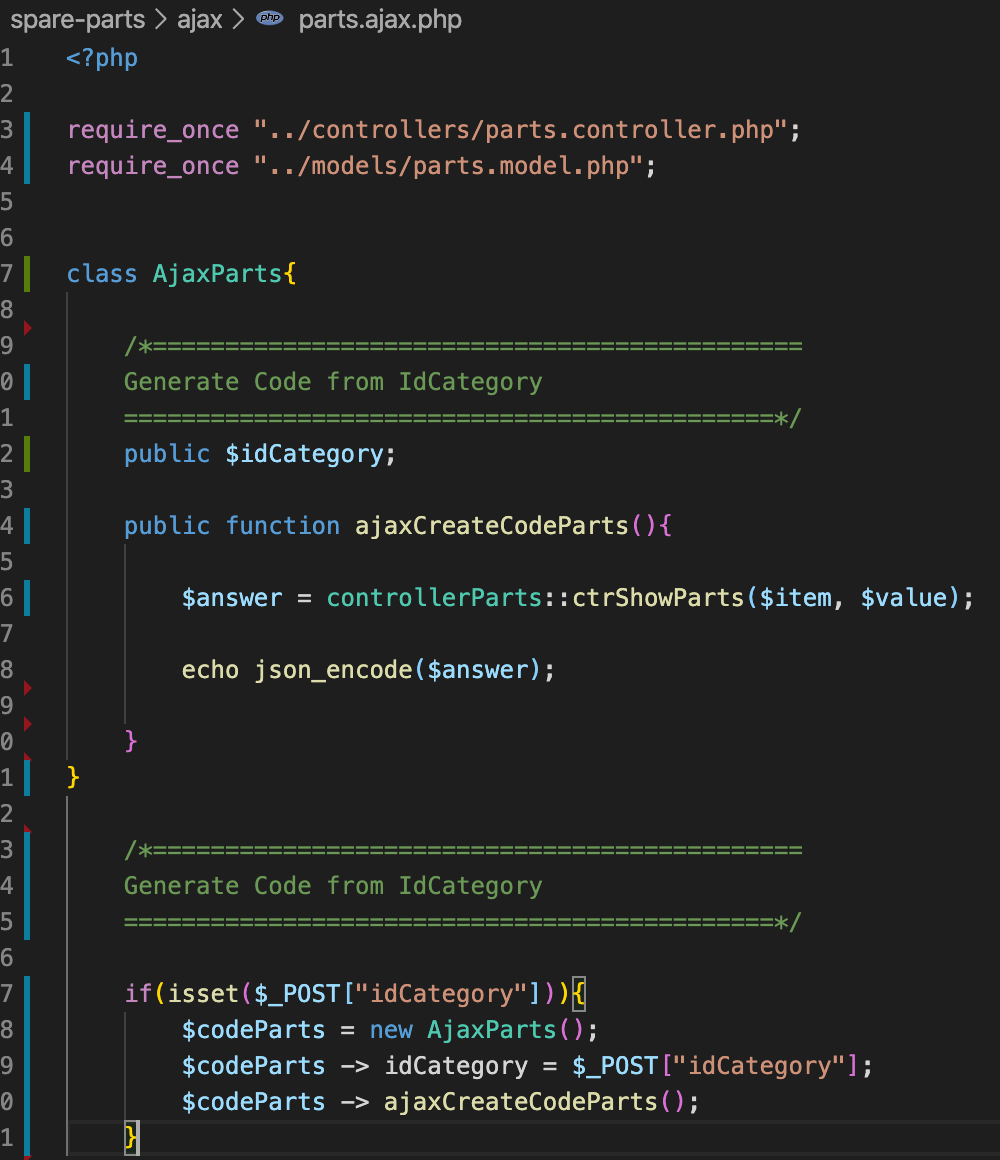 spare-parts > ajax > php parts.ajax.php
1 <?php
2
3 require_once "../controllers/parts.controller.php";
4 require_once "../models/parts.model.php";
5
6
7 class AjaxParts{
8
9 /*=============================================
0 Generate Code from IdCategory
1 =============================================*/
2 public $idCategory;
3
4 public function ajaxCreateCodeParts(){
5
6 $answer = controllerParts::ctrShowParts($item, $value);
7
8 echo json_encode($answer);
9
0 }
1 }
2
3 /*=============================================
4 Generate Code from IdCategory
5 =============================================*/
6
7 if(isset($_POST["idCategory"])){
8 $codeParts = new AjaxParts();
9 $codeParts -> idCategory = $_POST["idCategory"];
0 $codeParts -> ajaxCreateCodeParts();
1 }